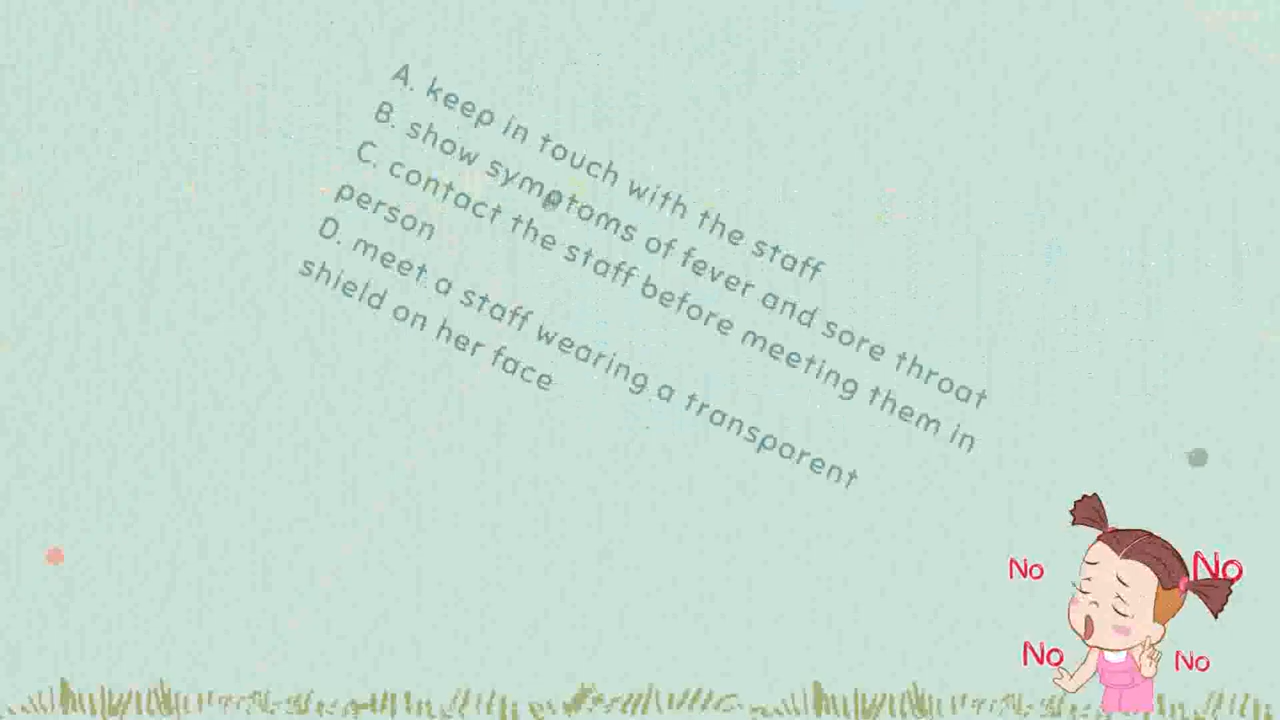 A. keep in touch with the staff
B. show symptoms of fever and sore throat
C. contact the staff before meeting them in
person
D. meet a staff wearing a transparent
shield on her face
No
No
No
No